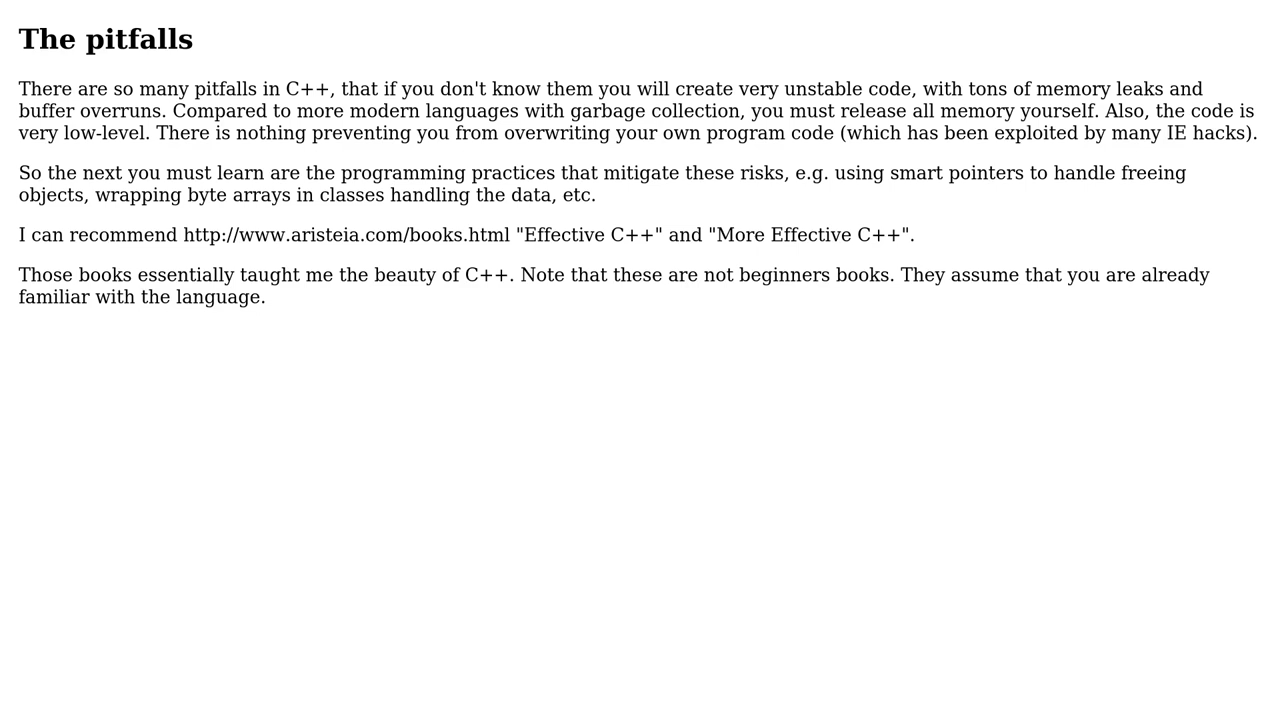 The pitfalls
There are so many pitfalls in C++, that if you don't know them you will create very unstable code, with tons of memory leaks and
buffer overruns. Compared to more modern languages with garbage collection, you must release all memory yourself. Also, the code is
very low-level. There is nothing preventing you from overwriting your own program code (which has been exploited by many IE hacks).
So the next you must learn are the programming practices that mitigate these risks, e.g. using smart pointers to handle freeing
objects, wrapping byte arrays in classes handling the data, etc.
I can recommend http://www.aristeia.com/books.html "Effective C++" and "More Effective C++".
Those books essentially taught me the beauty of C++. Note that these are not beginners books. They assume that you are already
familiar with the language.